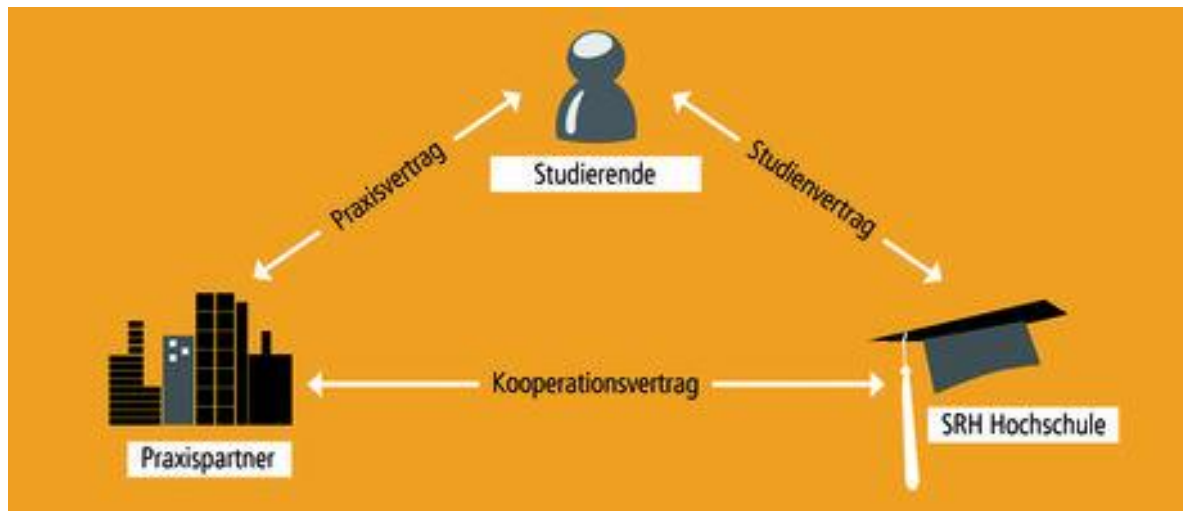 Studierende
Praxisvertrag
Studienvertrag
Kooperationsvertrag
SRH Hochschule
Praxispartner